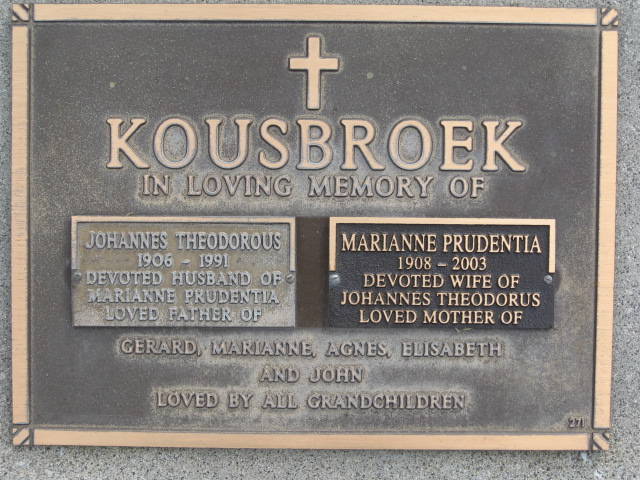 KOUSBROEK
IN LOVING MEMORY OF
JOHANNES THEODOROUS
1906 - 1991
DEVOTED HUSBAND OF
MARIANNE PRUDENTIA
LOVED FATHER OF
MARIANNE PRUDENTIA
1908 - 2003
DEVOTED WIFE OF
JOHANNES THEODORUS
LOVED MOTHER OF
GERARD, MARIANNE, AGNES, ELISABETH
AND JOHN
LOVED BY ALL GRANDCHILDREN
271